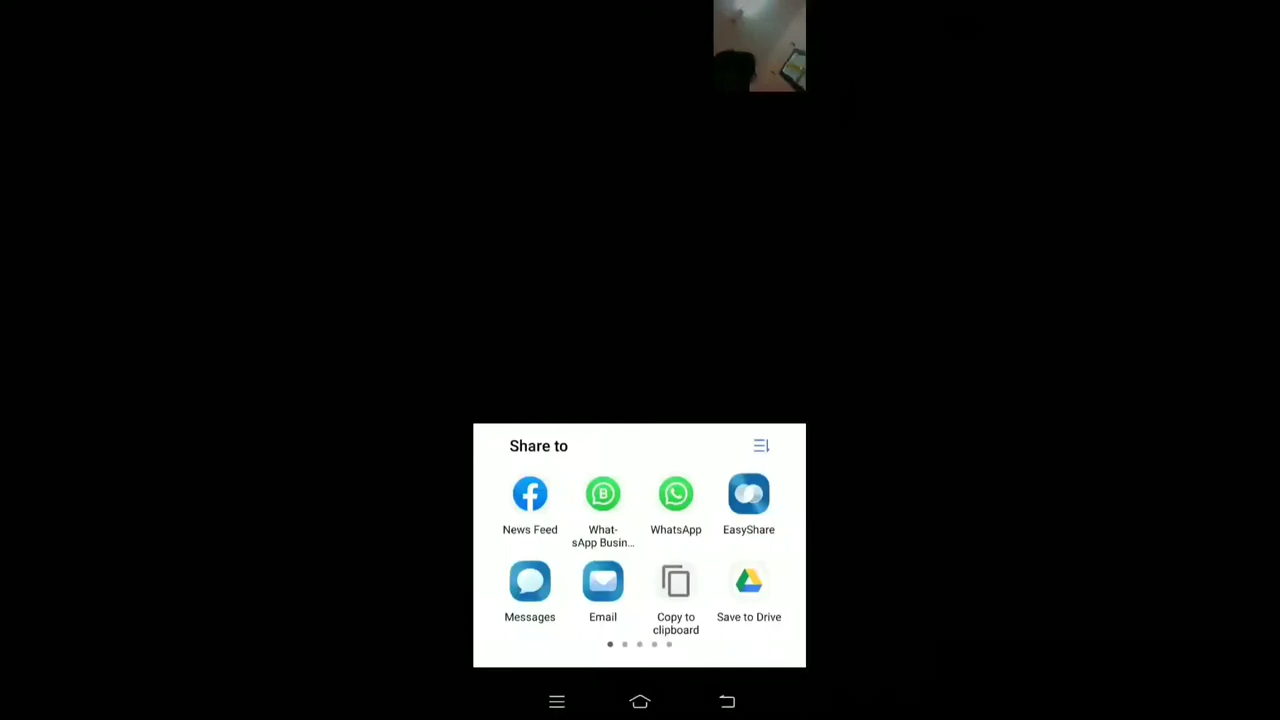 Share to
News Feed
What-
sApp Busin...
WhatsApp
EasyShare
Messages
Email
Copy to
clipboard
Save to Drive